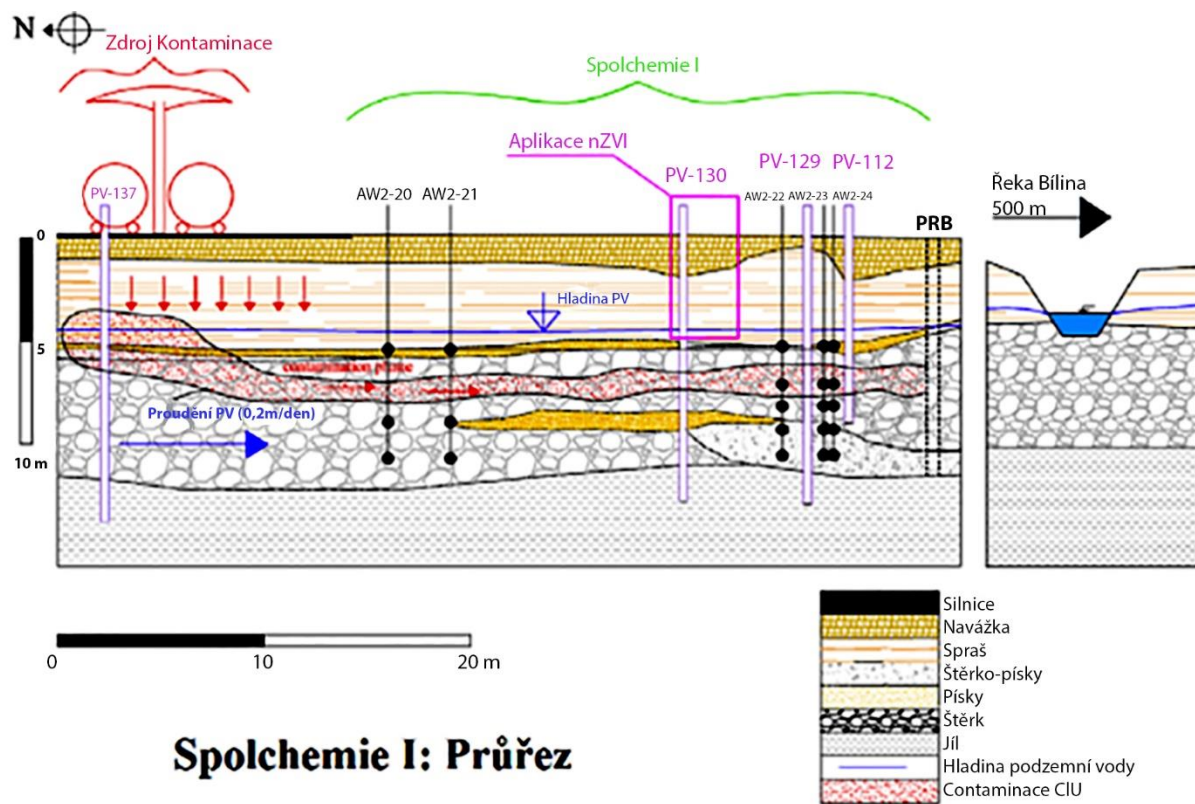 N
Zdroj Kontaminace
Spolchemie I
Aplikace nZVI
PV-137
AW2-20
AW2-21
PV-130
PV-129
PV-112
AW2-22
AW2-23
AW2-24
PRB
Řeka Bílina
500 m
0
Hladina PV
5
Proudění PV (0,2m/den)
10 m
0
10
20 m
Spolchemie I: Průřez
Silnice
Navážka
Spraš
Štěrko-písky
Písky
Štěrk
Jíl
Hladina podzemní vody
Contaminace ClU